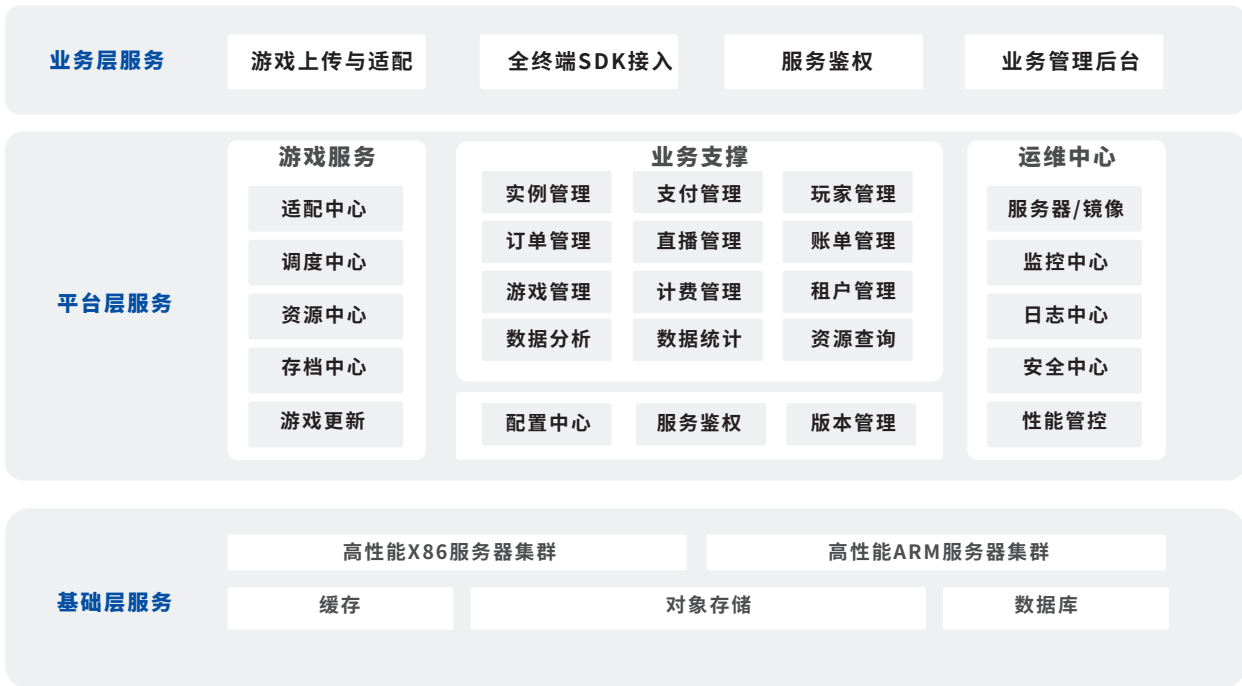 业务层服务
游戏上传与适配
全终端SDK接入
服务鉴权
业务管理后台
平台层服务
游戏服务
适配中心
调度中心
资源中心
存档中心
游戏更新
业务支撑
实例管理 支付管理 玩家管理
订单管理 直播管理 账单管理
游戏管理 计费管理 租户管理
数据分析 数据统计 资源查询
配置中心 服务鉴权 版本管理
运维中心
服务器/镜像
监控中心
日志中心
安全中心
性能管控
基础层服务
高性能X86服务器集群
高性能ARM服务器集群
缓存
对象存储
数据库